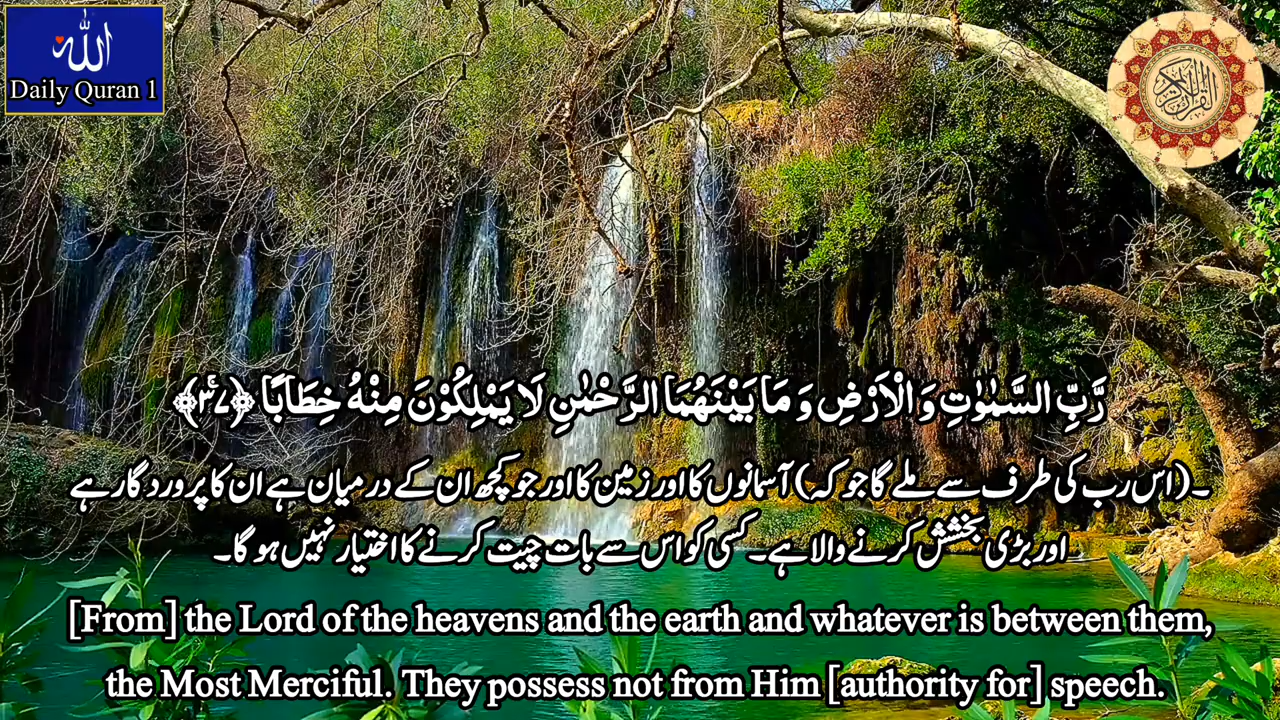 الله
Daily Quran 1
القرآن الكريم
رَّبِّ السَّمٰوٰتِ وَ الْاَرْضِ وَ مَا بَیْنَهُمَا الرَّحْمٰنِ لَا یَمْلِكُوْنَ مِنْهُ خِطَابًا ﴿ۚ۳۷﴾
۔(اس رب کی طرف سے ملے گا جو کہ) آسمانوں کا اور زمین کا اور جو کچھ ان کے درمیان ہے ان کا پروردگار ہے
اور بڑی بخشش کرنے والا ہے۔ کسی کو اس سے بات چیت کرنے کا اختیار نہیں ہو گا۔
[From] the Lord of the heavens and the earth and whatever is between them,
the Most Merciful. They possess not from Him [authority for] speech.